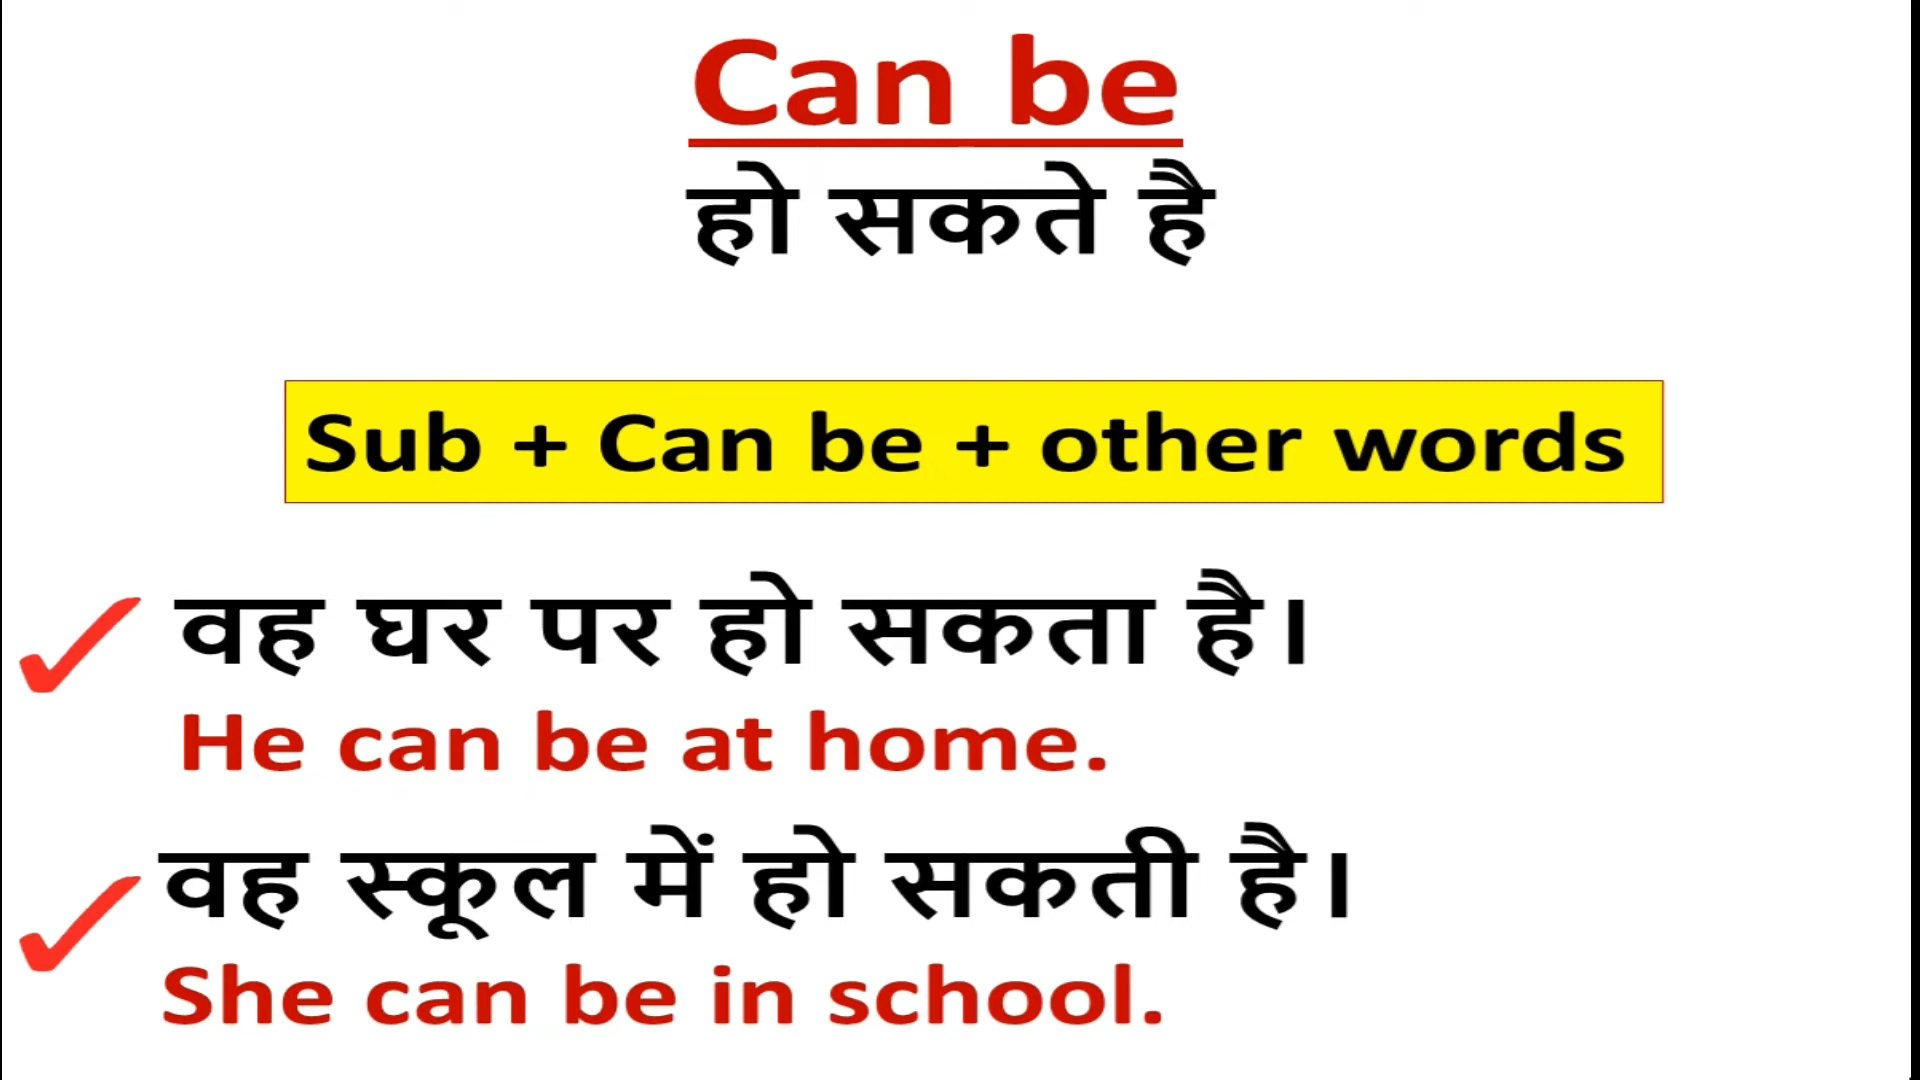 Can be
हो सकते है
Sub + Can be + other words
वह घर पर हो सकता है।
He can be at home.
वह स्कूल में हो सकती है।
She can be in school.